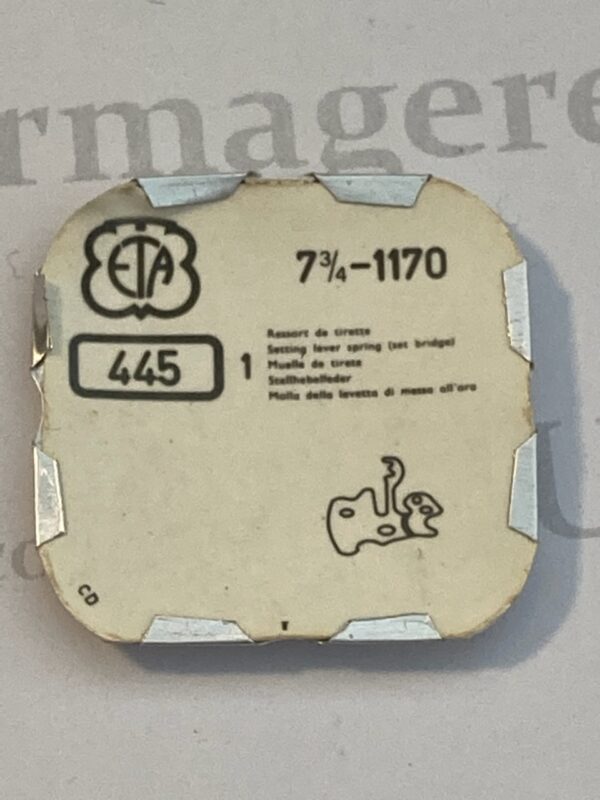 rmagere
ETA
7¾-1170
445
1
Ressort de tirette
Setting lever spring (set bridge)
Muelle de tirete
Stellhebelfeder
Molla della levetta di messa all'ora
U
co
CD